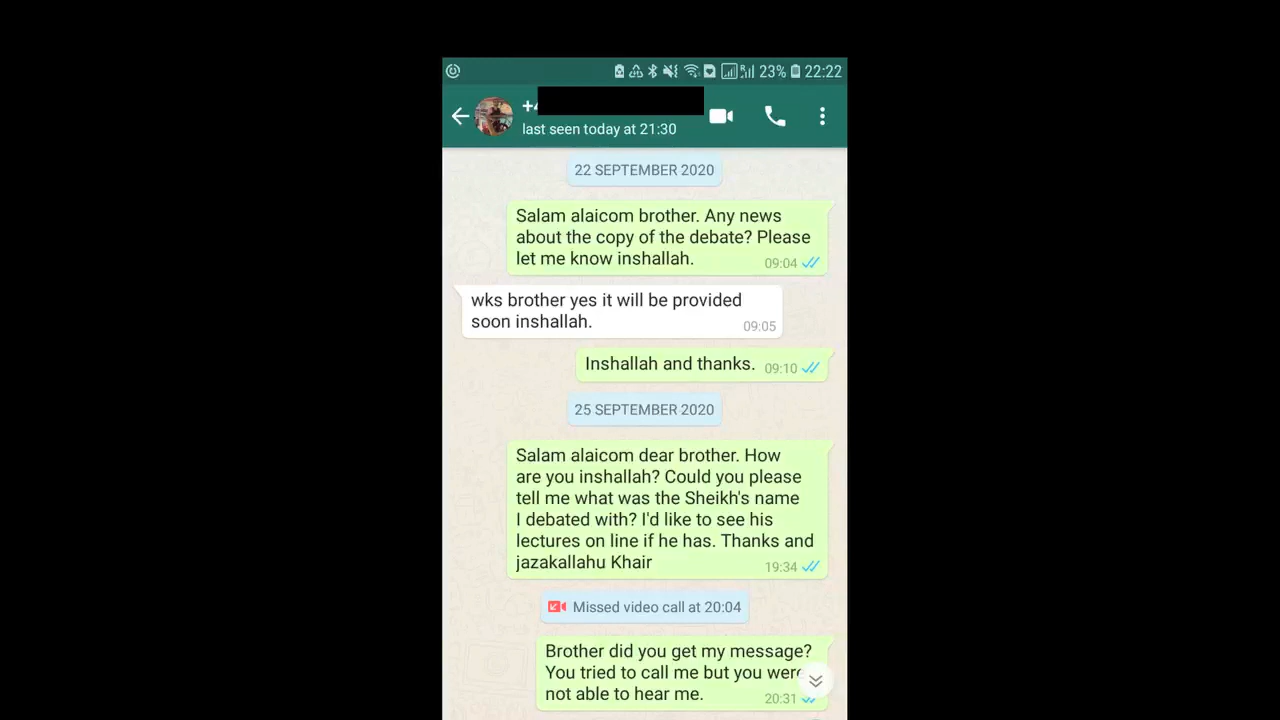 23% 22:22
+4
last seen today at 21:30
22 SEPTEMBER 2020
Salam alaicom brother. Any news
about the copy of the debate? Please
let me know inshallah.
09:04
wks brother yes it will be provided
soon inshallah.
09:05
Inshallah and thanks.
09:10
25 SEPTEMBER 2020
Salam alaicom dear brother. How
are you inshallah? Could you please
tell me what was the Sheikh's name
I debated with? I'd like to see his
lectures on line if he has. Thanks and
jazakallahu Khair
19:34
Missed video call at 20:04
Brother did you get my message?
You tried to call me but you were
not able to hear me.
20:31